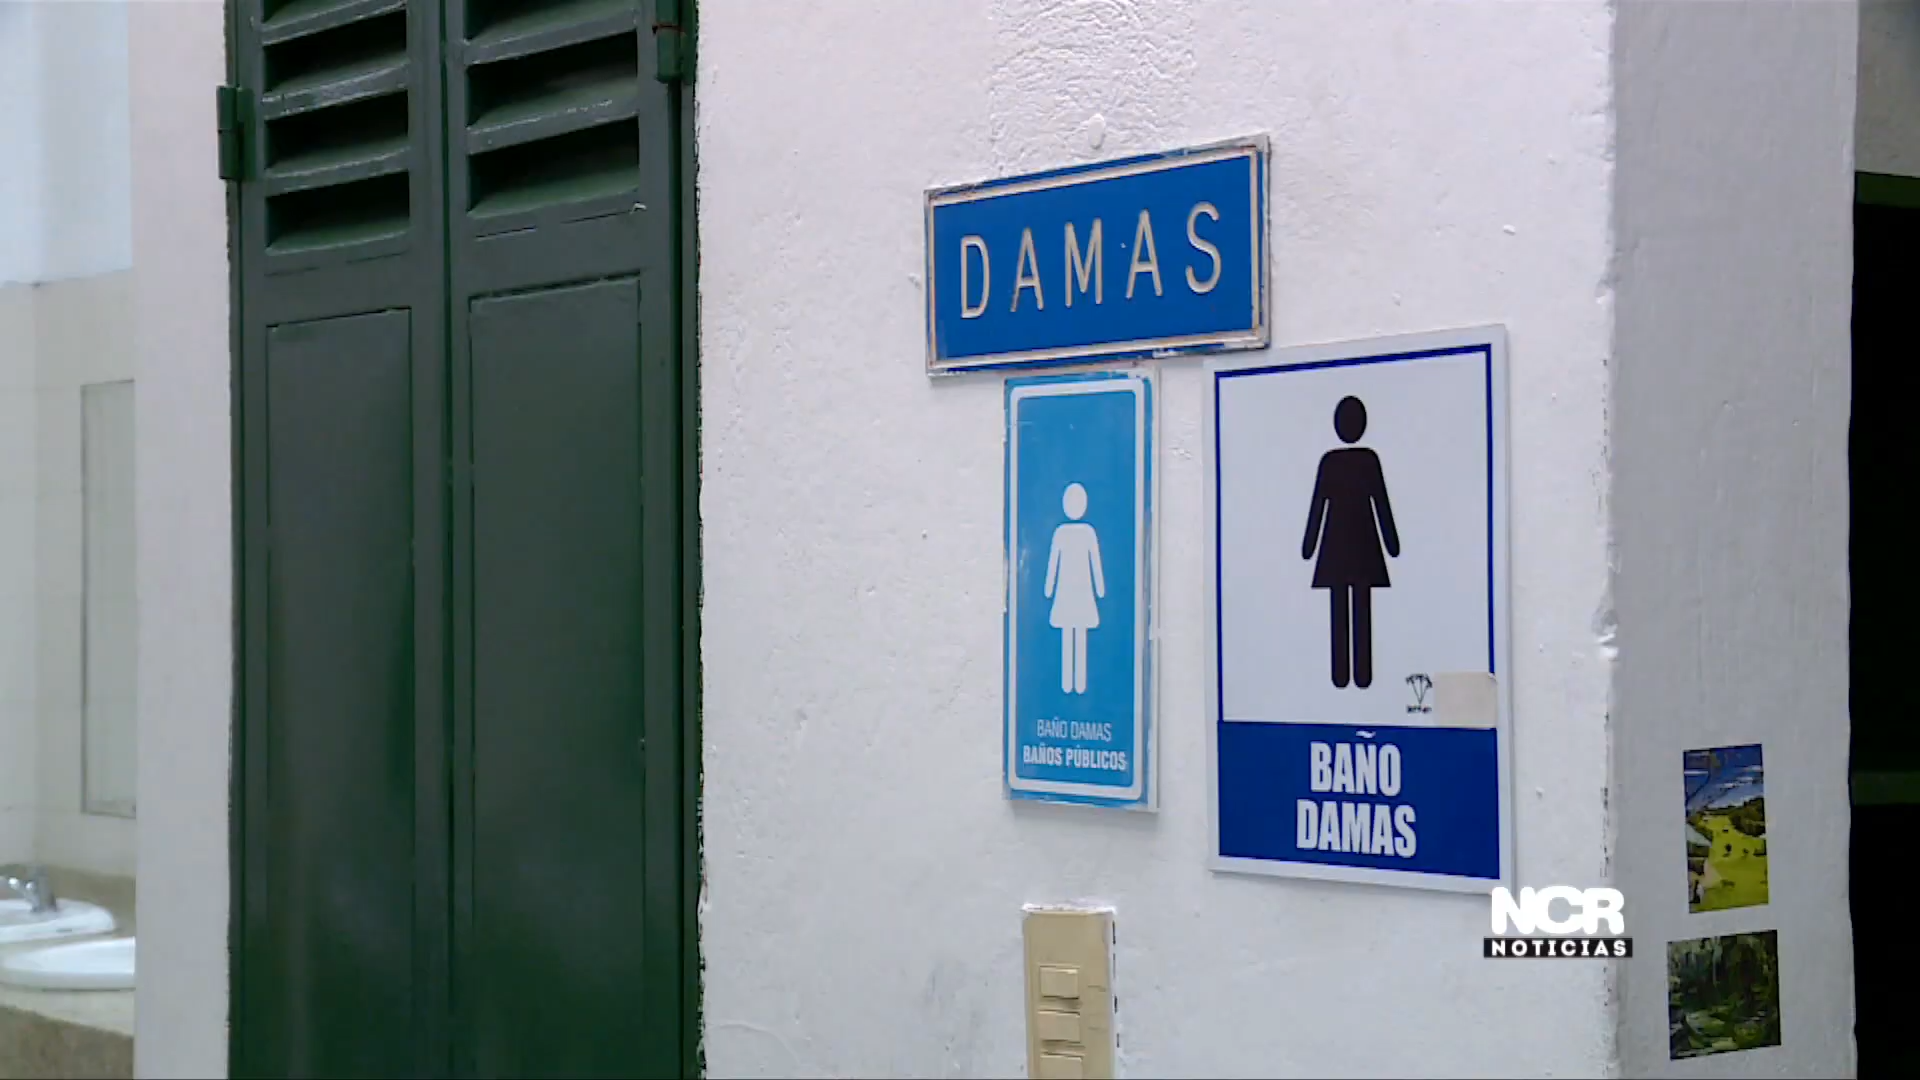 DAMAS
BAÑO DAMAS
BAÑOS PÚBLICOS
BAÑO
DAMAS
NCR
NOTICIAS